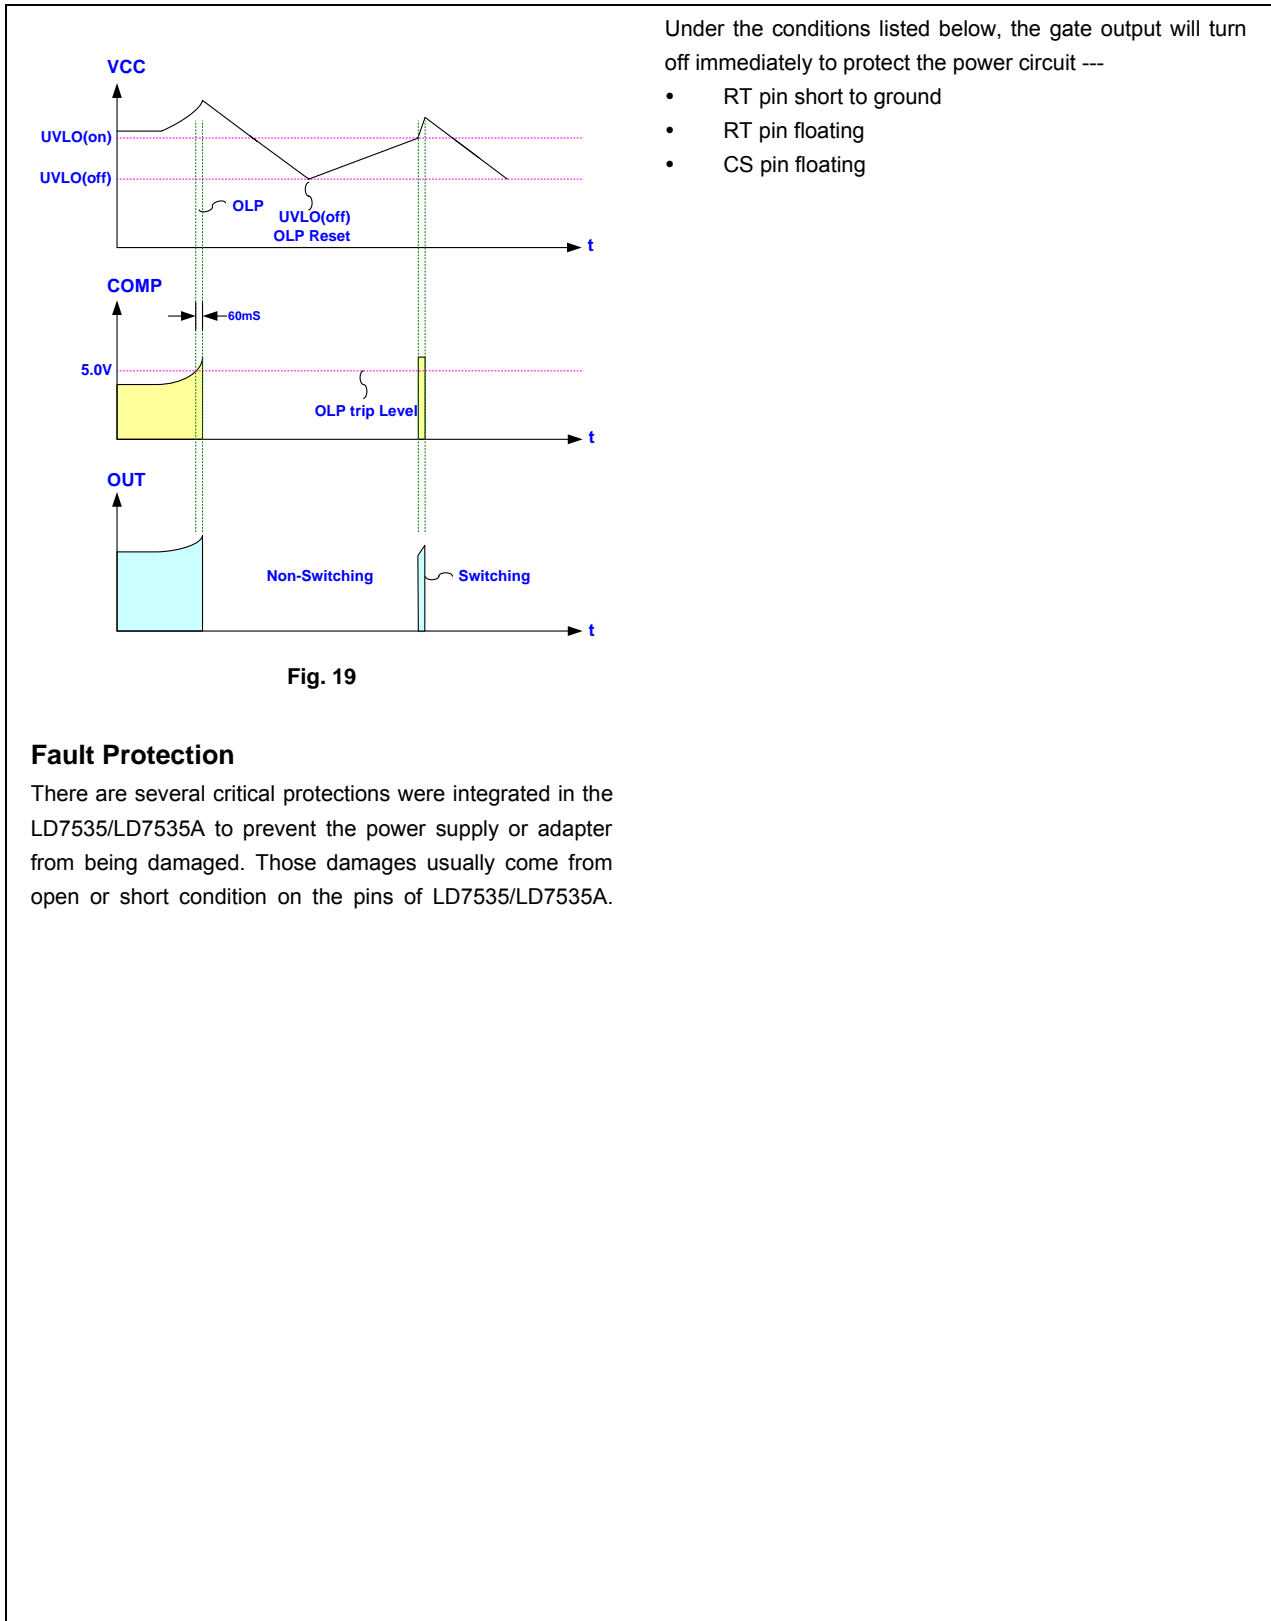 VCC
UVLO(on)
UVLO(off)
OLP
UVLO(off)
OLP Reset
t
COMP
60mS
5.0V
OLP trip Level
t
OUT
Non-Switching
Switching
t
Fig. 19
Fault Protection
There are several critical protections were integrated in the
LD7535/LD7535A to prevent the power supply or adapter
from being damaged. Those damages usually come from
open or short condition on the pins of LD7535/LD7535A.
Under the conditions listed below, the gate output will turn
off immediately to protect the power circuit ---
• RT pin short to ground
• RT pin floating
• CS pin floating